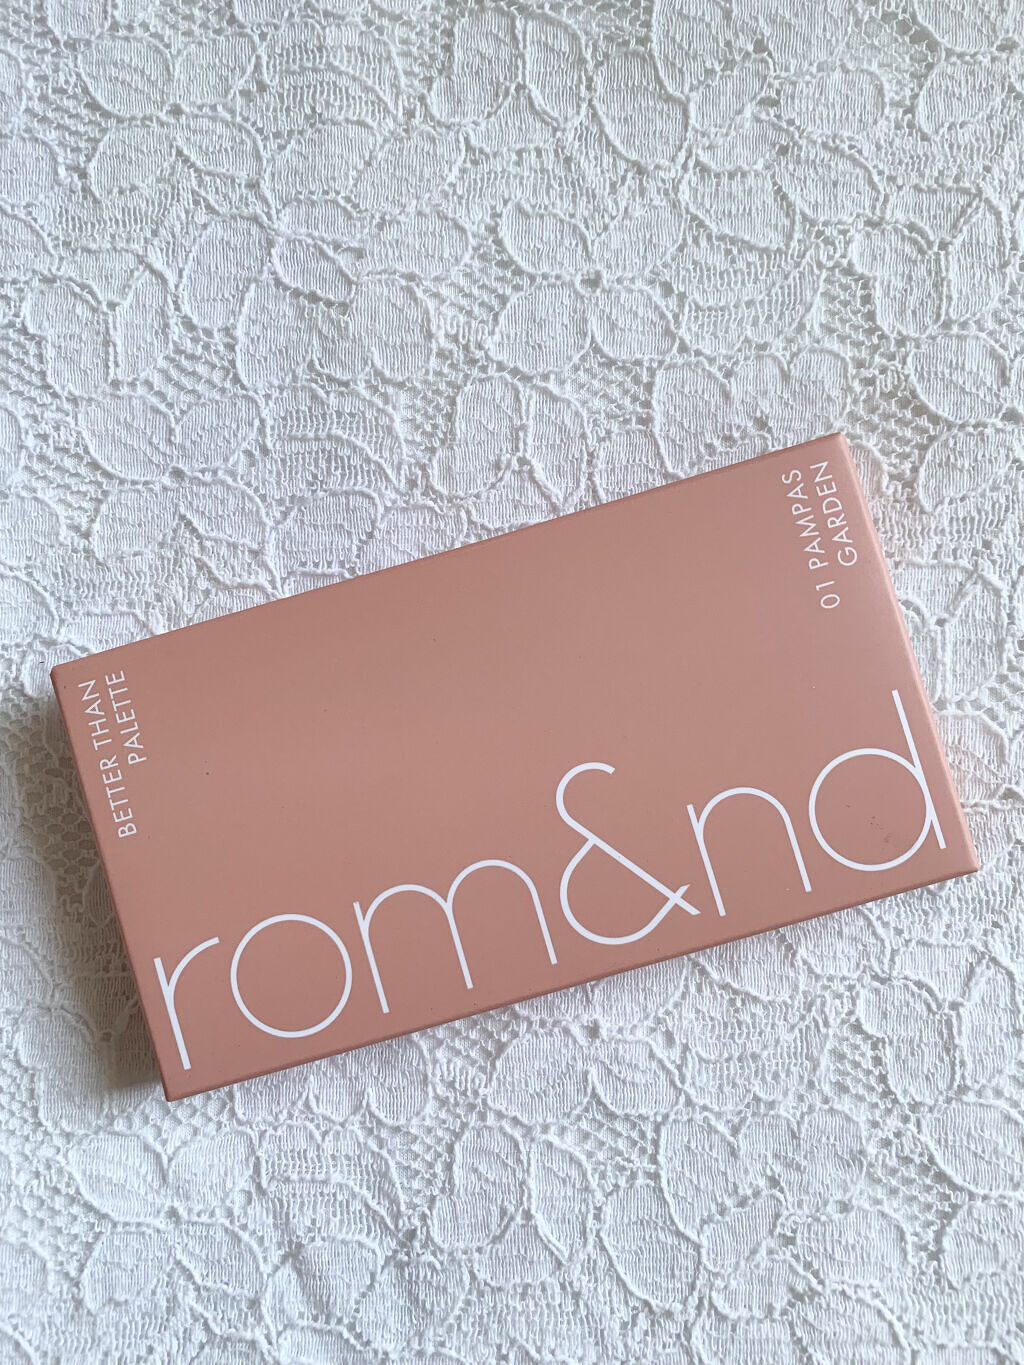 BETTER THAN
PALETTE
01 PAMPAS
GARDEN
rom&nd